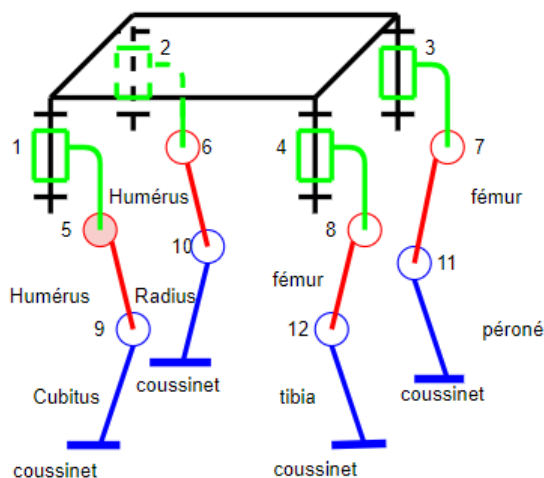 2
3
1
6
4
7
Humérus
fémur
5
8
10
11
Humérus
Radius
fémur
9
12
péroné
coussinet
Cubitus
tibia
coussinet
coussinet
coussinet